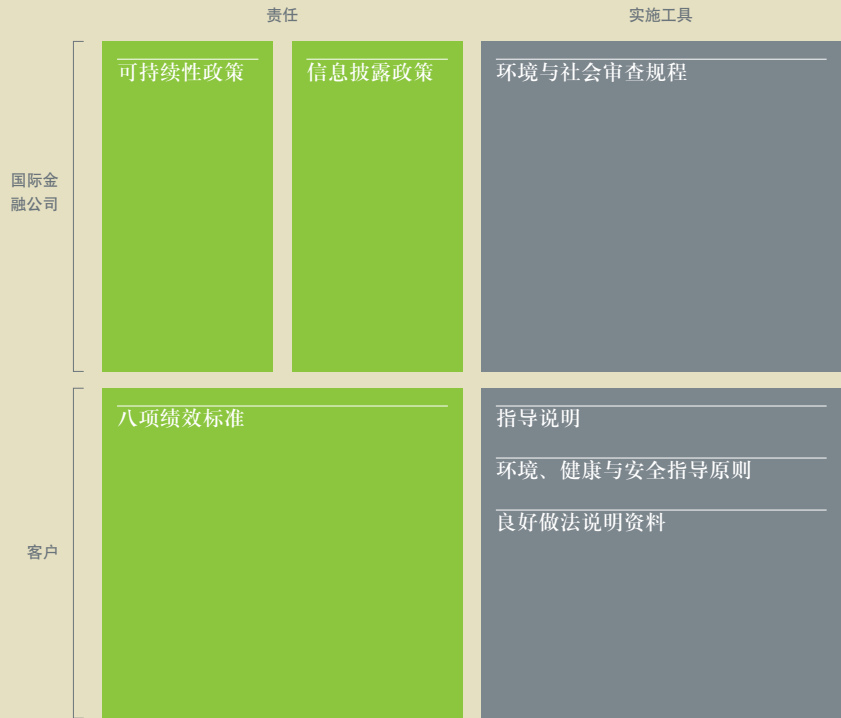 责任
实施工具
国际金
融公司
可持续性政策
信息披露政策
环境与社会审查规程
客户
八项绩效标准
指导说明
环境、健康与安全指导原则
良好做法说明资料